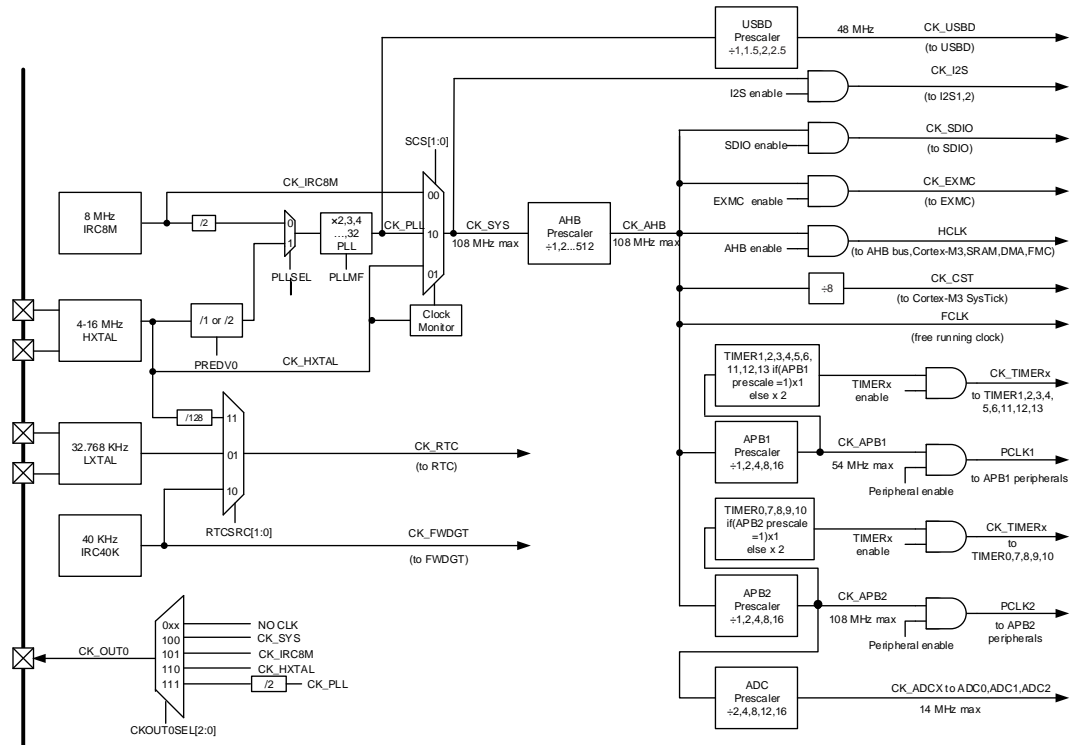 USBD
Prescaler
÷1,1.5,2,2.5
48 MHz
CK_USBD
(to USBD)
I2S enable
CK_I2S
(to I2S1,2)
SCS[1:0]
SDIO enable
CK_SDIO
(to SDIO)
8 MHz
IRC8M
CK_IRC8M
/2
0
1
PLLSEL
×2,3,4
...,32
PLL
PLLMF
CK_PLL
00
10
01
CK_SYS
108 MHz max
AHB
Prescaler
÷1,2...512
CK_AHB
108 MHz max
EXMC enable
CK_EXMC
(to EXMC)
AHB enable
HCLK
(to AHB bus,Cortex-M3,SRAM,DMA,FMC)
÷8
CK_CST
(to Cortex-M3 SysTick)
FCLK
(free running clock)
4-16 MHz
HXTAL
/1 or /2
PREDV0
Clock
Monitor
CK_HXTAL
TIMER1,2,3,4,5,6,
11,12,13 if(APB1
prescale =1)x1
else x 2
TIMERx
enable
CK_TIMERx
to TIMER1,2,3,4,
5,6,11,12,13
/128
11
01
10
32.768 KHz
LXTAL
CK_RTC
(to RTC)
APB1
Prescaler
÷1,2,4,8,16
CK_APB1
54 MHz max
Peripheral enable
PCLK1
to APB1 peripherals
40 KHz
IRC40K
RTCSRC[1:0]
CK_FWDGT
(to FWDGT)
TIMER0,7,8,9,10
if(APB2 prescale
=1)x1
else x 2
TIMERx
enable
CK_TIMERx
to
TIMER0,7,8,9,10
APB2
Prescaler
÷1,2,4,8,16
CK_APB2
108 MHz max
Peripheral enable
PCLK2
to APB2
peripherals
CK_OUT0
0xx
100
101
110
111
NO CLK
CK_SYS
CK_IRC8M
CK_HXTAL
/2
CK_PLL
CKOUT0SEL[2:0]
ADC
Prescaler
÷2,4,8,12,16
CK_ADCX to ADC0,ADC1,ADC2
14 MHz max